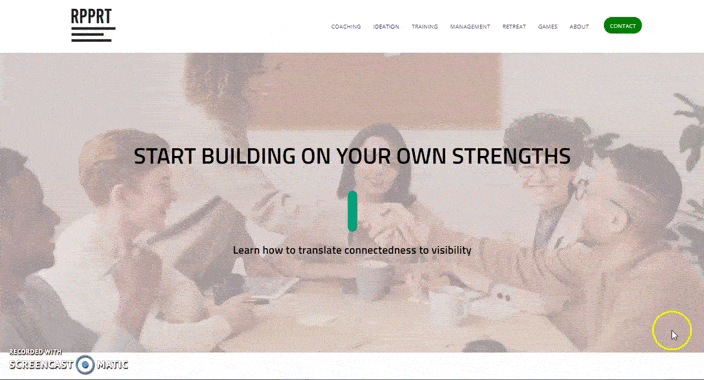 RPPRT
COACHING IDEATION TRAINING MANAGEMENT RETREAT GAMES ABOUT CONTACT
START BUILDING ON YOUR OWN STRENGTHS
Learn how to translate connectedness to visibility
RECORDED WITH
SCREENCAST MATIC